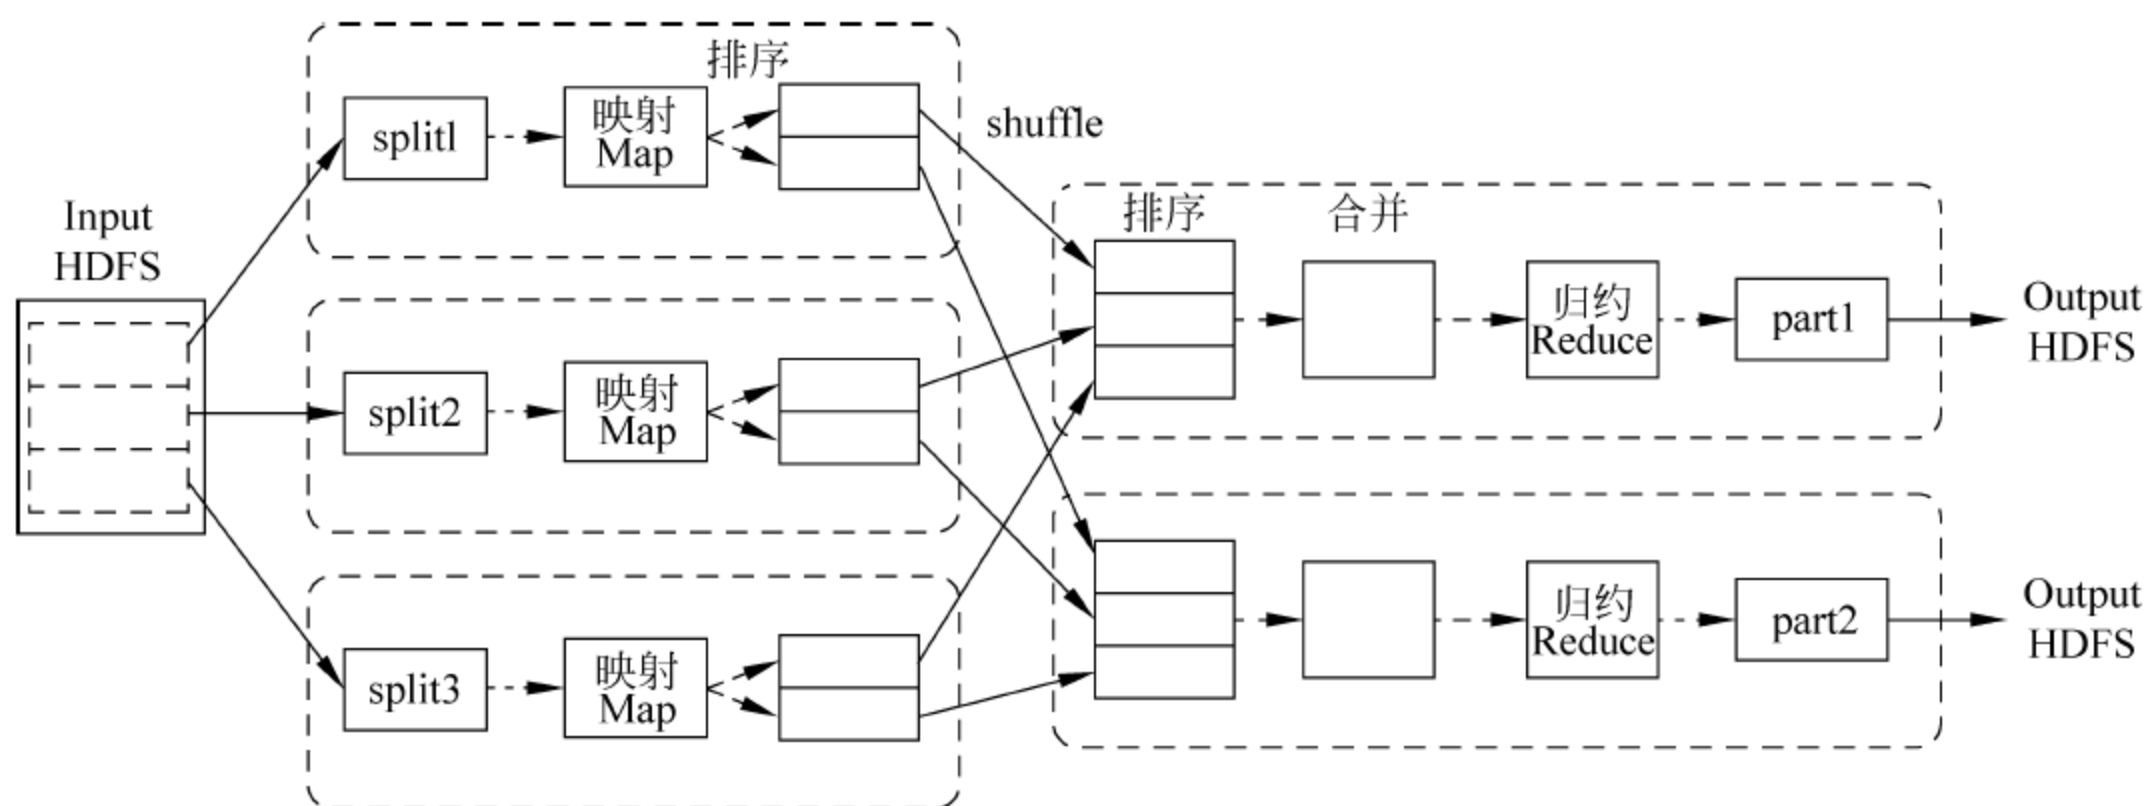 排序
split1
映射
Map
shuffle
Input
HDFS
排序
合并
split2
映射
Map
归约
Reduce
part1
Output
HDFS
split3
映射
Map
归约
Reduce
part2
Output
HDFS